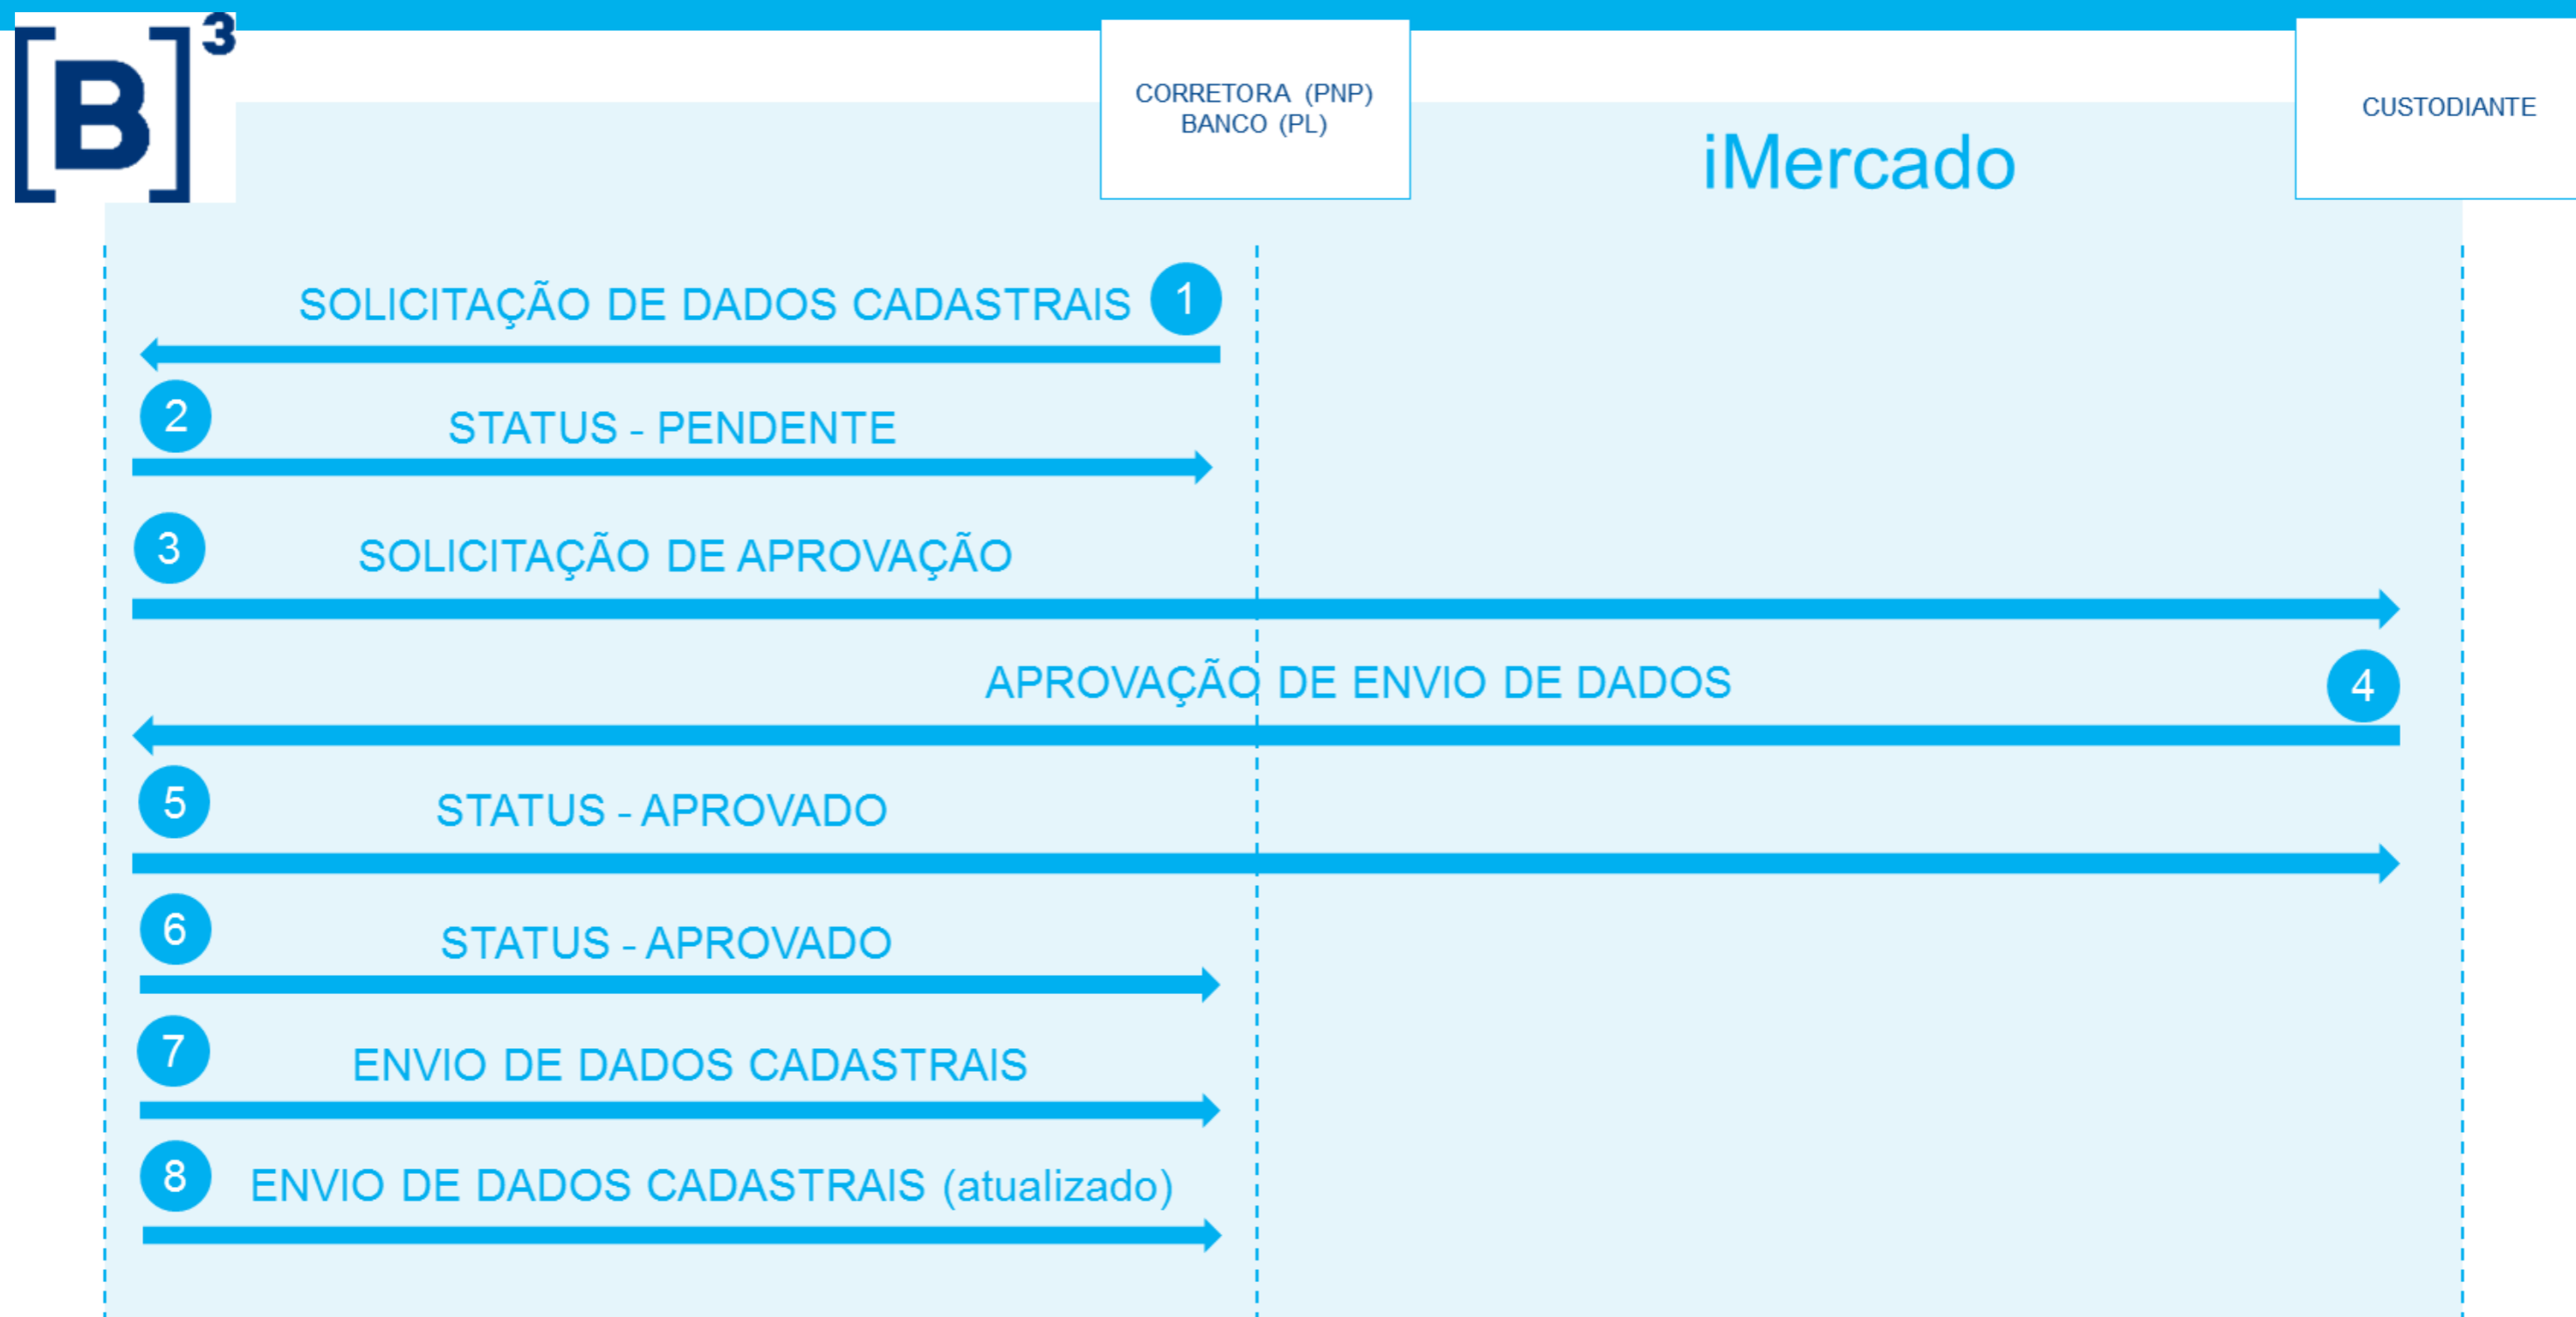 [B]³
CORRETORA (PNP)
BANCO (PL)
CUSTODIANTE
iMercado
SOLICITAÇÃO DE DADOS CADASTRAIS 1
2 STATUS - PENDENTE
3 SOLICITAÇÃO DE APROVAÇÃO
APROVAÇÃO DE ENVIO DE DADOS 4
5 STATUS - APROVADO
6 STATUS - APROVADO
7 ENVIO DE DADOS CADASTRAIS
8 ENVIO DE DADOS CADASTRAIS (atualizado)